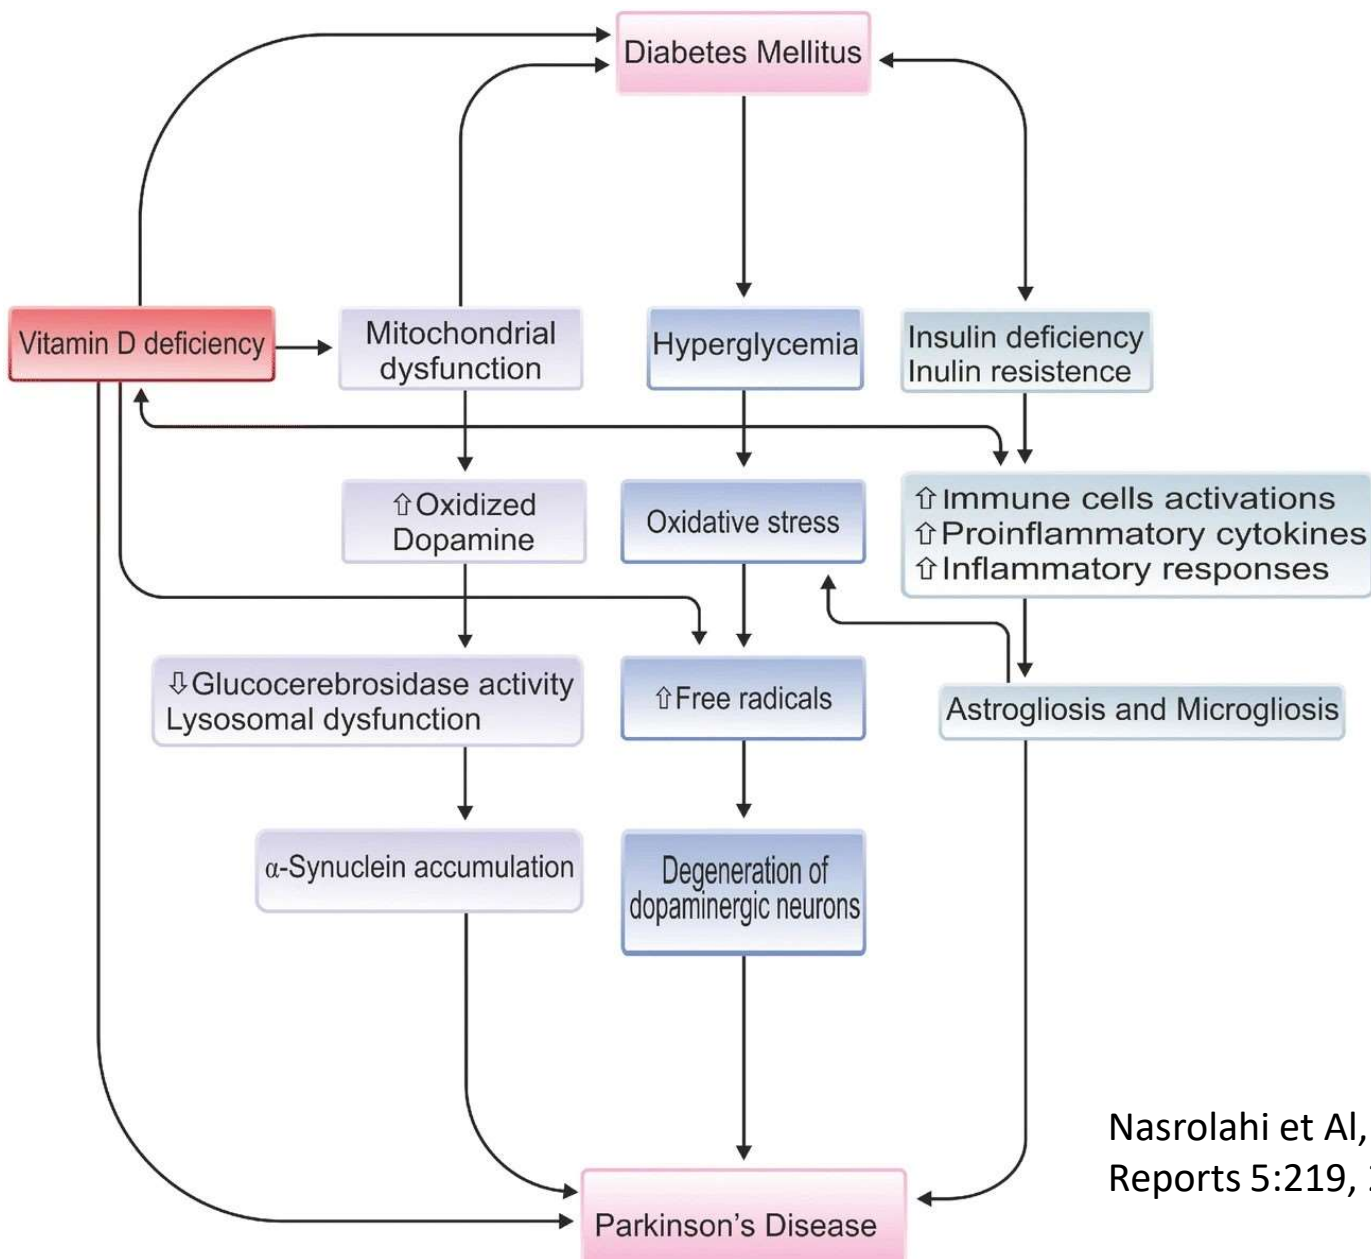 Diabetes Mellitus
Vitamin D deficiency
Mitochondrial
dysfunction
Hyperglycemia
Insulin deficiency
Inulin resistence
⇧Oxidized
Dopamine
Oxidative stress
⇧Immune cells activations
⇧Proinflammatory cytokines
⇧Inflammatory responses
⇩Glucocerebrosidase activity
Lysosomal dysfunction
⇧Free radicals
Astrogliosis and Microgliosis
α-Synuclein accumulation
Degeneration of
dopaminergic neurons
Parkinson's Disease
Nasrolahi et Al,
Reports 5:219,